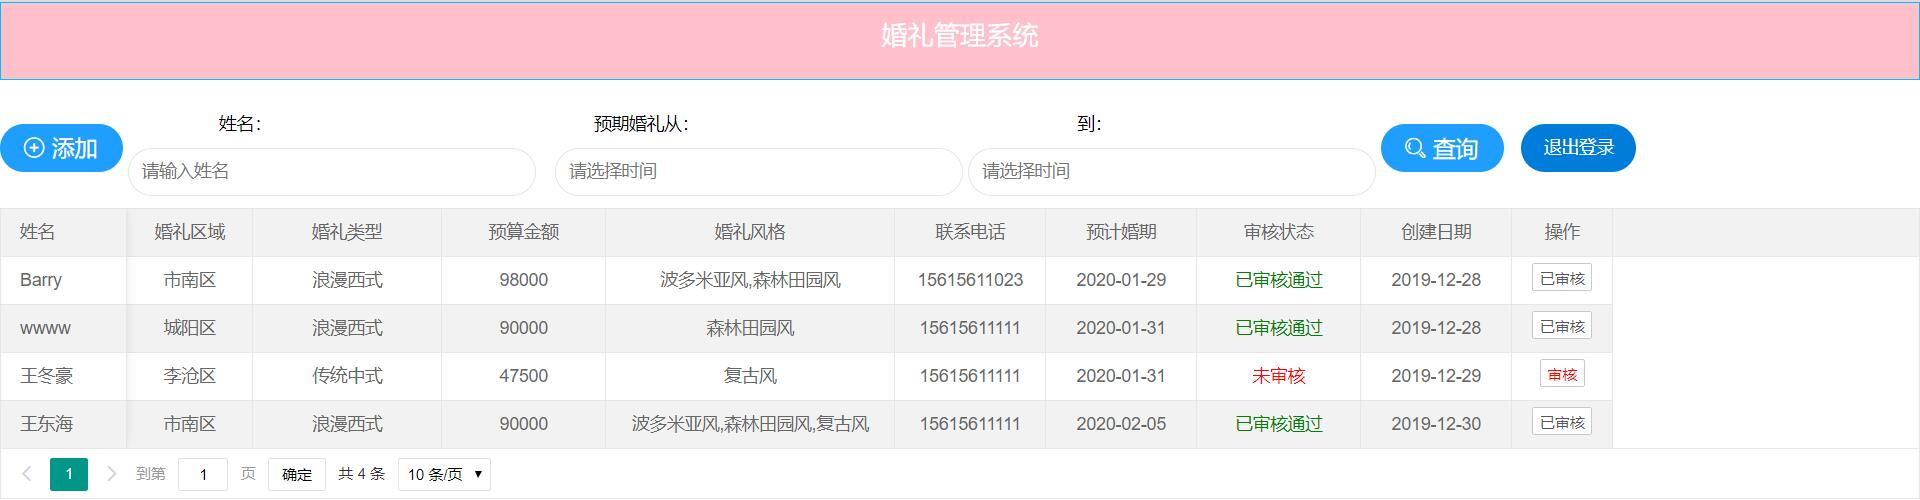 婚礼管理系统
姓名: 预期婚礼从: 到:
添加 请输入姓名 请选择时间 请选择时间 查询 退出登录
姓名 婚礼区域 婚礼类型 预算金额 婚礼风格 联系电话 预计婚期 审核状态 创建日期 操作
Barry 市南区 浪漫西式 98000 波多米亚风,森林田园风 15615611023 2020-01-29 已审核通过 2019-12-28 已审核
wwww 城阳区 浪漫西式 90000 森林田园风 15615611111 2020-01-31 已审核通过 2019-12-28 已审核
王冬豪 李沧区 传统中式 47500 复古风 15615611111 2020-01-31 未审核 2019-12-29 审核
王东海 市南区 浪漫西式 90000 波多米亚风,森林田园风,复古风 15615611111 2020-02-05 已审核通过 2019-12-30 已审核
1 到第 1 页 确定 共 4 条 10 条/页